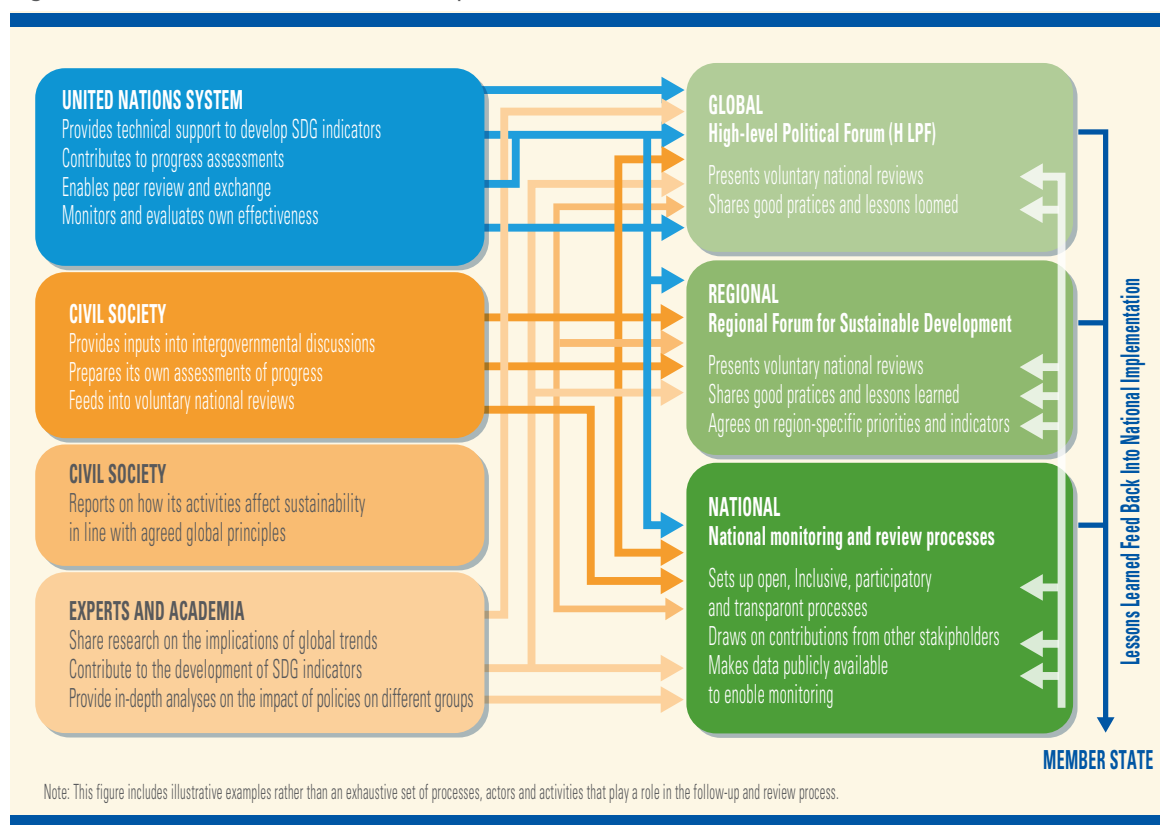 UNITED NATIONS SYSTEM
Provides technical support to develop SDG indicators
Contributes to progress assessments
Enables peer review and exchange
Monitors and evaluates own effectiveness
CIVIL SOCIETY
Provides inputs into intergovernmental discussions
Prepares its own assessments of progress
Feeds into voluntary national reviews
CIVIL SOCIETY
Reports on how its activities affect sustainability
in line with agreed global principles
EXPERTS AND ACADEMIA
Share research on the implications of global trends
Contribute to the development of SDG indicators
Provide in-depth analyses on the impact of policies on different groups
GLOBAL
High-level Political Forum (H LPF)
Presents voluntary national reviews
Shares good pratices and lessons loomed
REGIONAL
Regional Forum for Sustainable Development
Presents voluntary national reviews
Shares good pratices and lessons learned
Agrees on region-specific priorities and indicators
NATIONAL
National monitoring and review processes
Sets up open, Inclusive, participatory
and transparont processes
Draws on contributions from other stakipholders
Makes data publicly available
to enable monitoring
Lessons Learned Feed Back Into National Implementation
MEMBER STATE
Note: This figure includes illustrative examples rather than an exhaustive set of processes, actors and activities that play a role in the follow-up and review process.